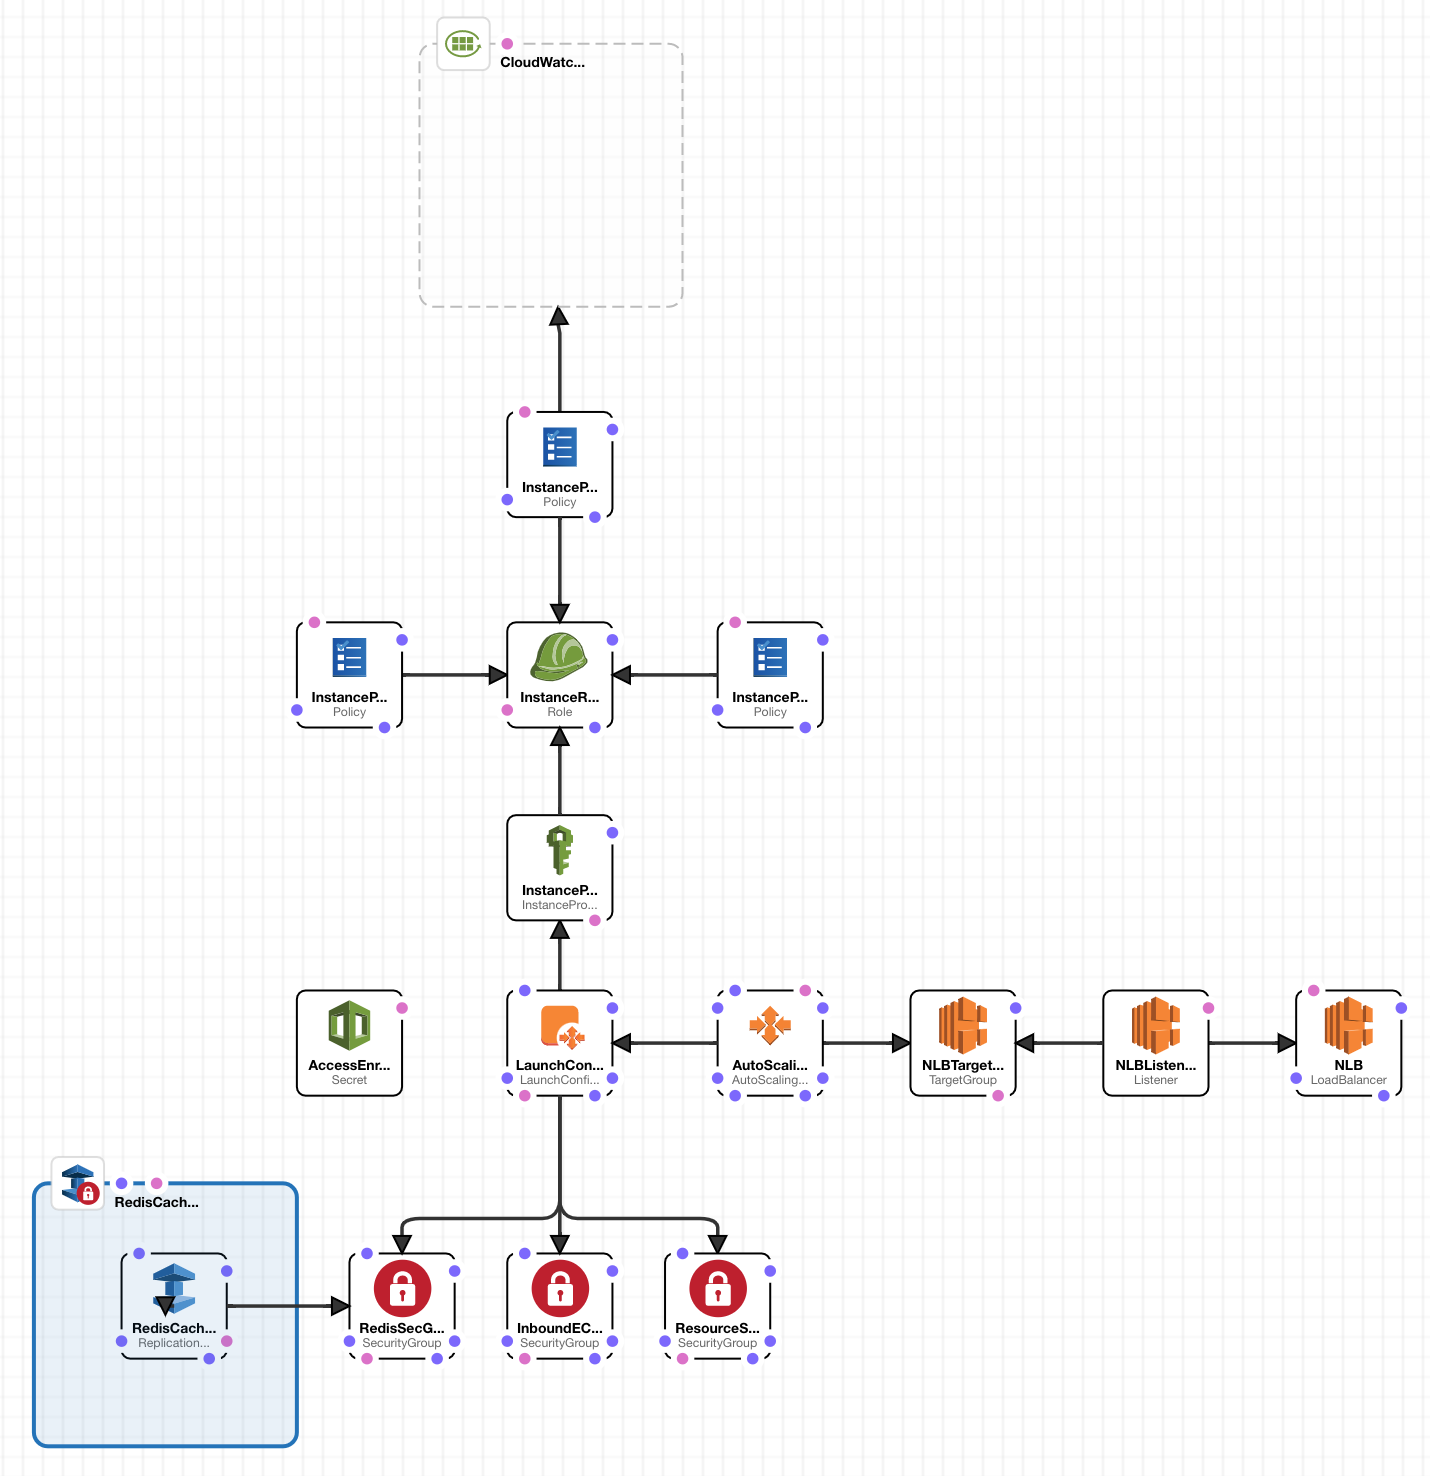 CloudWatc...
InstanceP...
Policy
InstanceP...
Policy
InstanceR...
Role
InstanceP...
Policy
InstanceP...
InstancePro...
AccessEnr...
Secret
LaunchCon...
LaunchConfi...
AutoScali...
AutoScaling...
NLBTarget...
TargetGroup
NLBListen...
Listener
NLB
LoadBalancer
RedisCach...
RedisCach...
Replication...
RedisSecG...
SecurityGroup
InboundEC...
SecurityGroup
ResourceS...
SecurityGroup